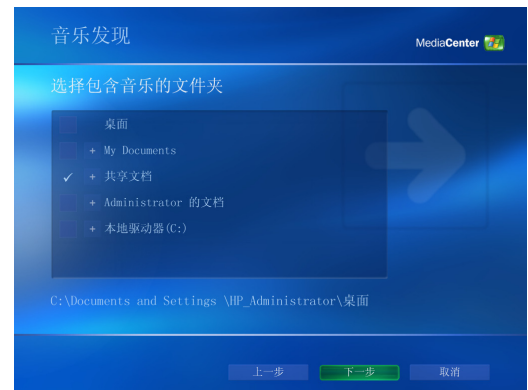 音乐发现
MediaCenter
选择包含音乐的文件夹
桌面
+ My Documents
✓ + 共享文档
+ Administrator 的文档
+ 本地驱动器(C:)
C:\Documents and Settings \HP_Administrator\桌面
上一步 下一步 取消